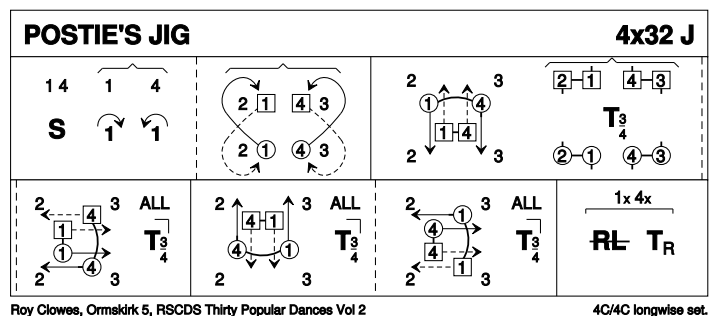 POSTIE'S JIG 4x32 J
1 4 1 4
S 1 1
2 1 4 3
2 1 4 3
2 3
1 4
1 4
2 3
2 1 4 3
T 3/4
2 1 4 3
2 3 ALL
4
1 T 3/4
1
4
2 3
2 3 ALL
4 1
4 1 T 3/4
2 3
2 3 ALL
1
4 T 3/4
4
1
2 3
1x 4x
RL TR
Roy Clowes, Ormskirk 5, RSCDS Thirty Popular Dances Vol 2 4C/4C longwise set.